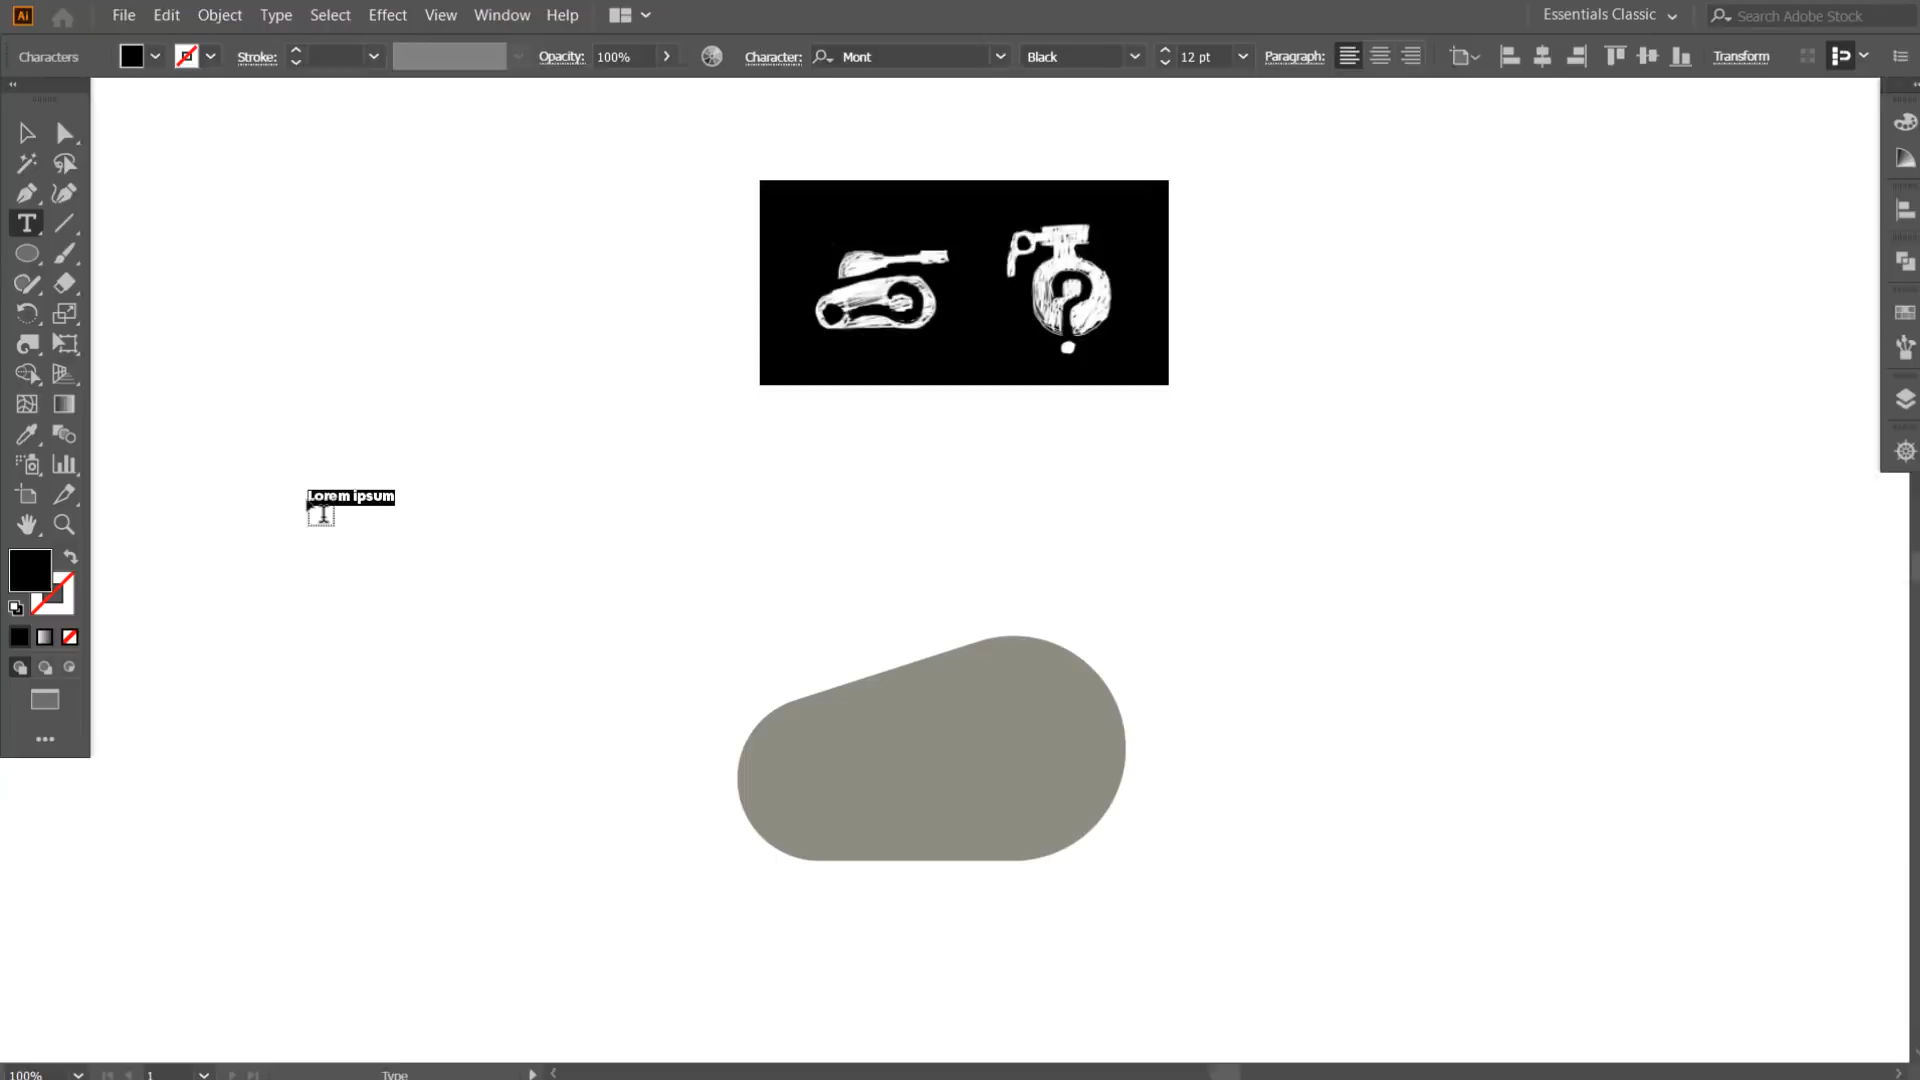 Ai File Edit Object Type Select Effect View Window Help Essentials Classic Search Adobe Stock
Characters Stroke: Opacity: 100% Character: Mont Black 12 pt Paragraph: Transform
T
Lorem ipsum
?
100% 1 Type